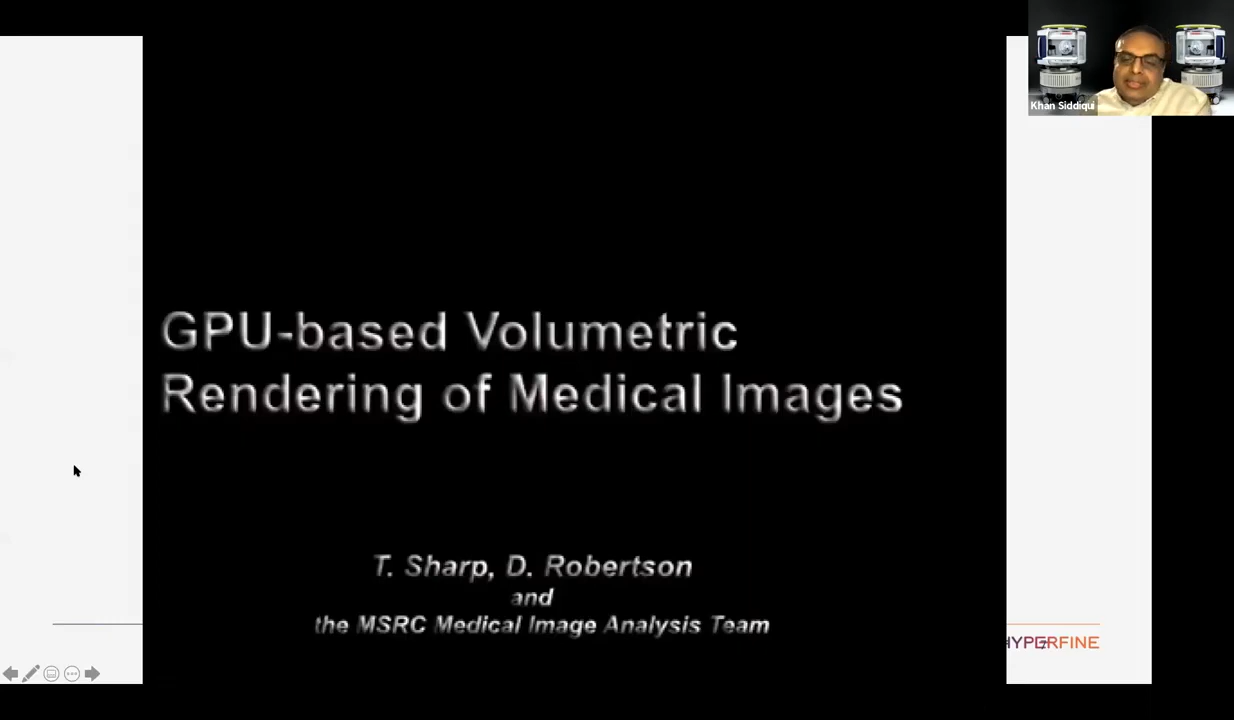 Khan Siddiqui
GPU-based Volumetric
Rendering of Medical Images
T. Sharp, D. Robertson
and
the MSRC Medical Image Analysis Team
HYPERFINE